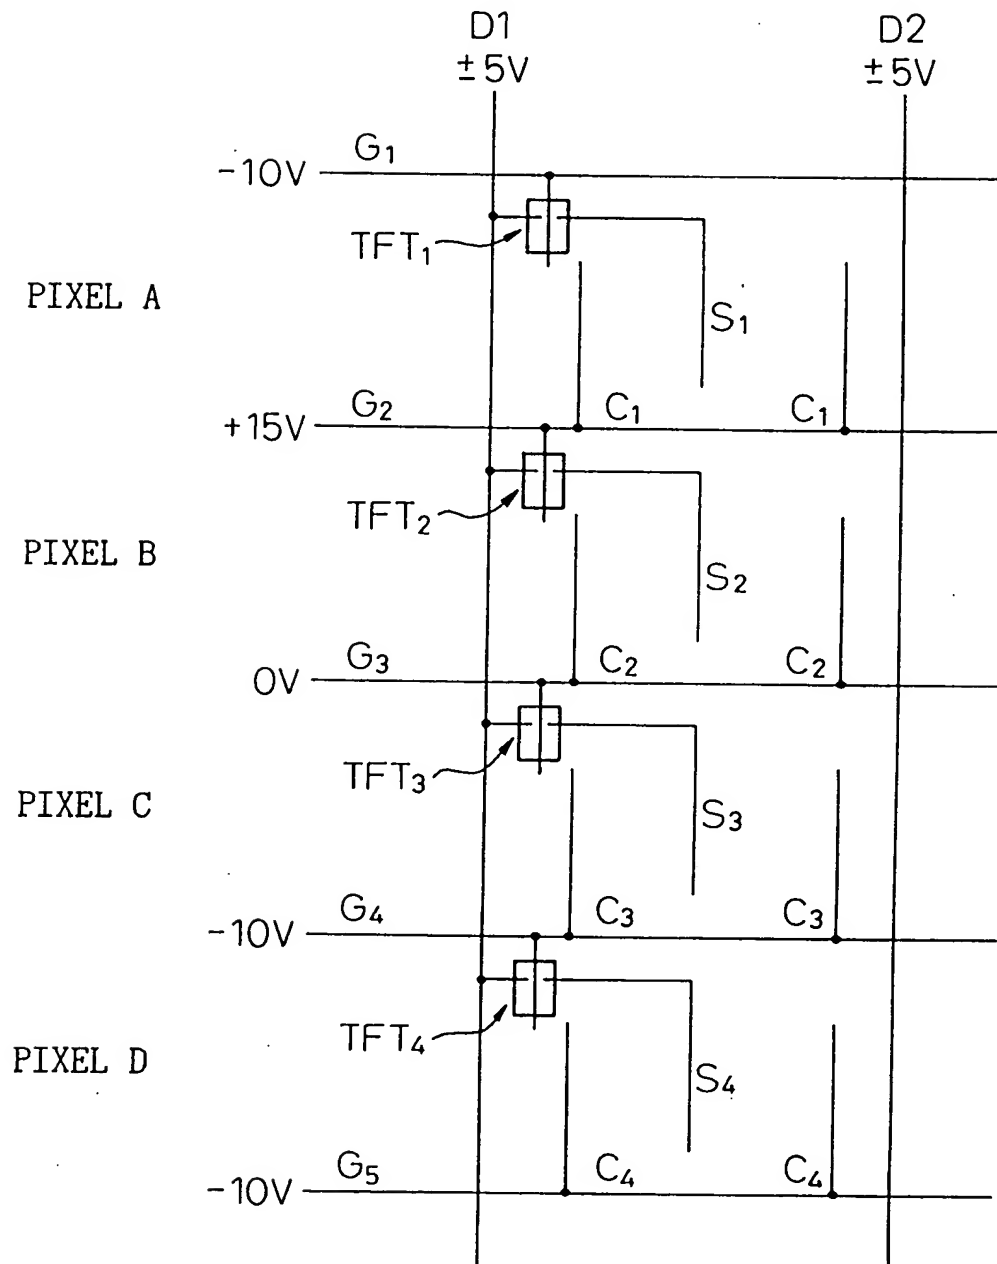 D1 D2
±5V ±5V
G1
-10V
TFT1
PIXEL A
S1
G2 C1 C1
+15V
TFT2
PIXEL B
S2
G3 C2 C2
0V
TFT3
PIXEL C
S3
G4 C3 C3
-10V
TFT4
PIXEL D
S4
G5 C4 C4
-10V